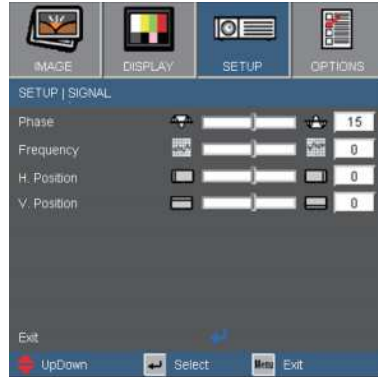 IMAGE DISPLAY SETUP OPTIONS
SETUP | SIGNAL
Phase 15
Frequency 0
H. Position 0
V. Position 0
Exit
UpDown Select Menu Exit